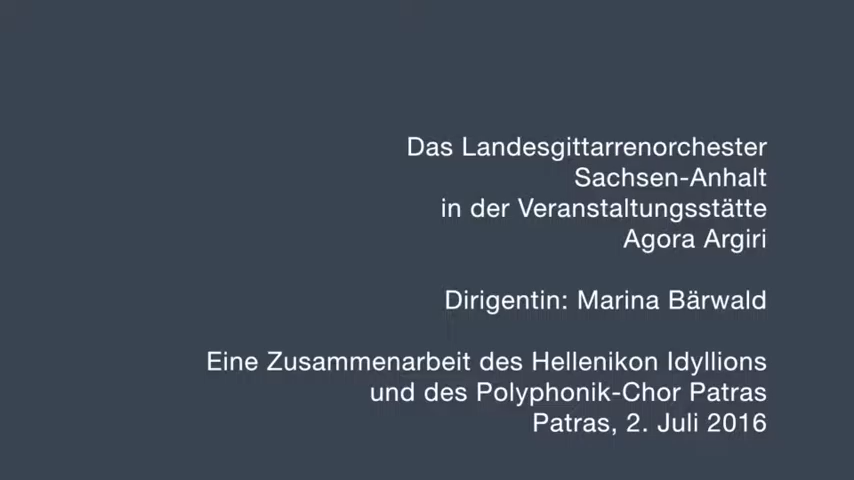 Das Landesgittarrenorchester
Sachsen-Anhalt
in der Veranstaltungsstätte
Agora Argiri
Dirigentin: Marina Bärwald
Eine Zusammenarbeit des Hellenikon Idyllions
und des Polyphonik-Chor Patras
Patras, 2. Juli 2016